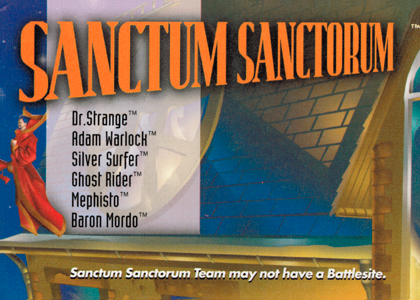 SANCTUM SANCTORUM™
Dr.Strange™
Adam Warlock™
Silver Surfer™
Ghost Rider™
Mephisto™
Baron Mordo™
Sanctum Sanctorum Team may not have a Battlesite.